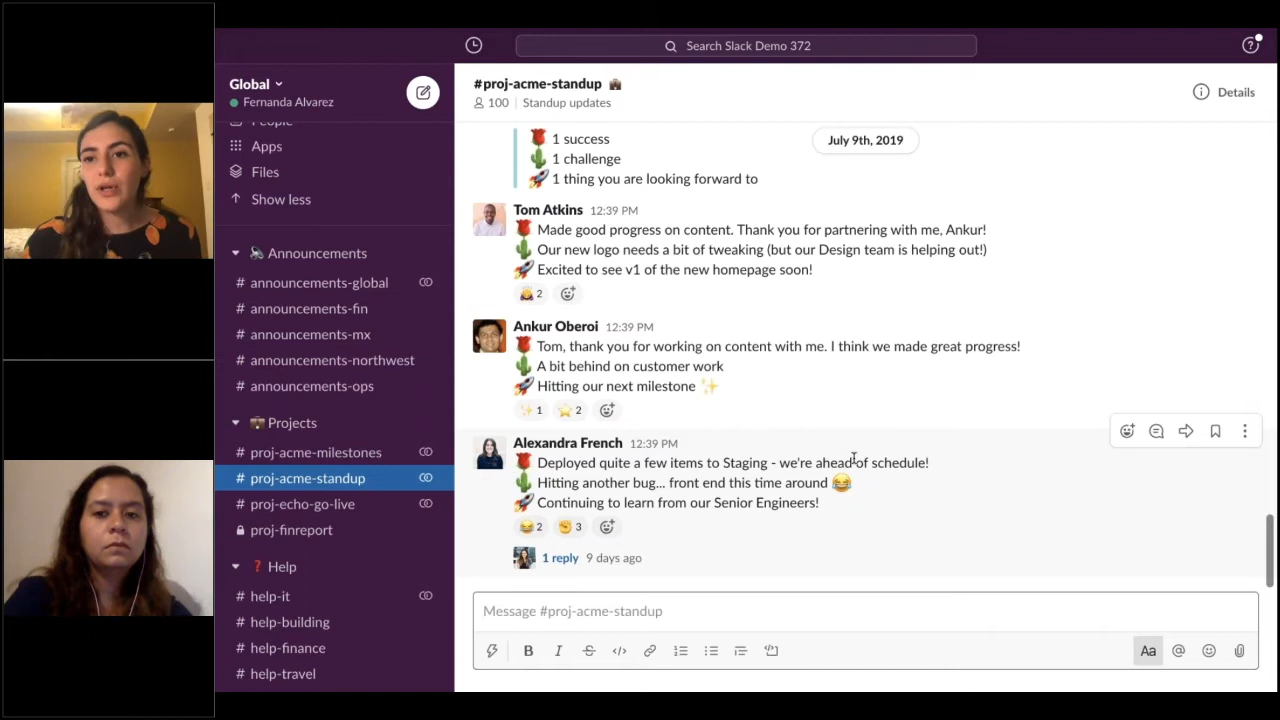 Search Slack Demo 372
Global
Fernanda Alvarez
People
Apps
Files
Show less
Announcements
# announcements-global
# announcements-fin
# announcements-mx
# announcements-northwest
# announcements-ops
Projects
# proj-acme-milestones
# proj-acme-standup
# proj-echo-go-live
proj-finreport
Help
# help-it
# help-building
# help-finance
# help-travel
#proj-acme-standup
100 | Standup updates
Details
July 9th, 2019
1 success
1 challenge
1 thing you are looking forward to
Tom Atkins 12:39 PM
Made good progress on content. Thank you for partnering with me, Ankur!
Our new logo needs a bit of tweaking (but our Design team is helping out!)
Excited to see v1 of the new homepage soon!
2
Ankur Oberoi 12:39 PM
Tom, thank you for working on content with me. I think we made great progress!
A bit behind on customer work
Hitting our next milestone ✨
1 2
Alexandra French 12:39 PM
Deployed quite a few items to Staging - we're ahead of schedule!
Hitting another bug... front end this time around 😂
Continuing to learn from our Senior Engineers!
2 3
1 reply 9 days ago
Message #proj-acme-standup
B I S Aa @